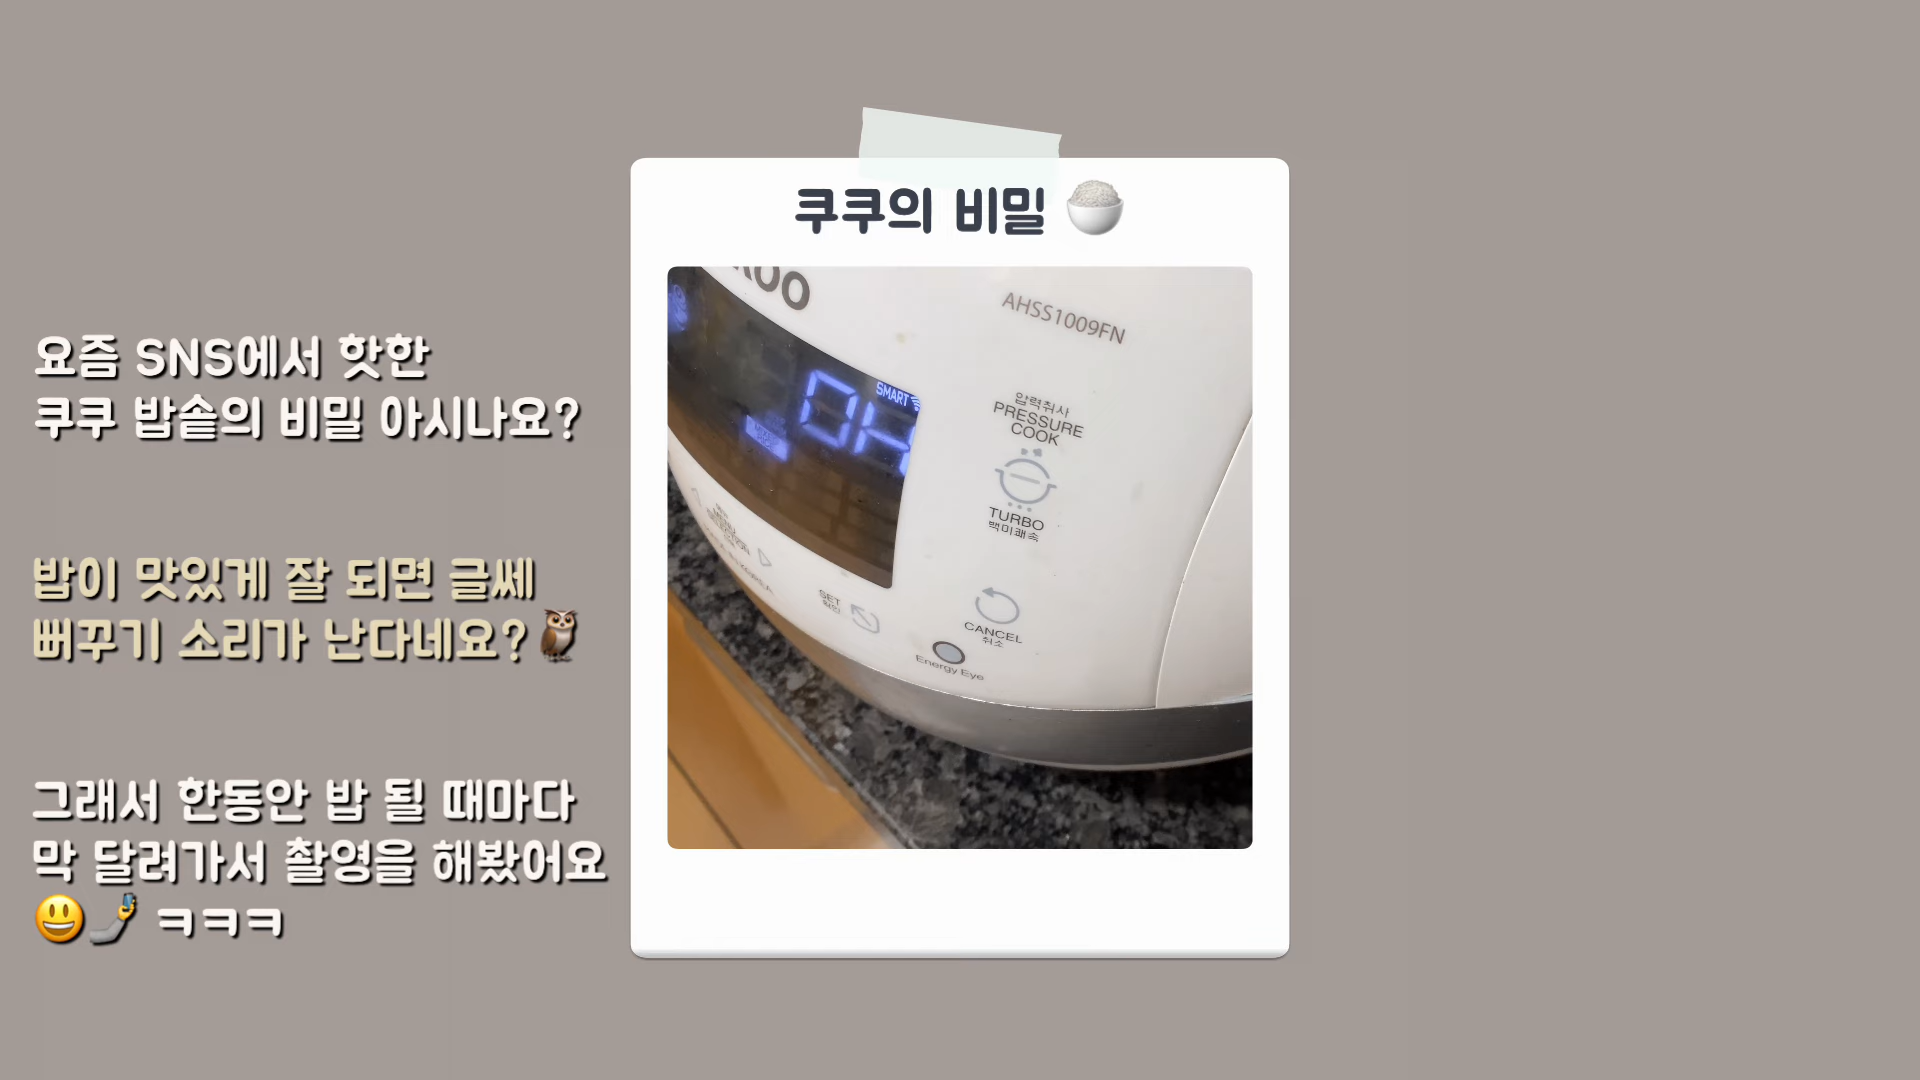 쿠쿠의 비밀 🍚
요즘 SNS에서 핫한
쿠쿠 밥솥의 비밀 아시나요?
밥이 맛있게 잘 되면 글쎄
뻐꾸기 소리가 난다네요?🦉
그래서 한동안 밥 될 때마다
막 달려가서 촬영을 해봤어요
😃🤳 ㅋㅋㅋ
AHSS1009FN
SMART
압력취사
PRESSURE
COOK
TURBO
백미쾌속
SET
확인
CANCEL
취소
Energy Eye